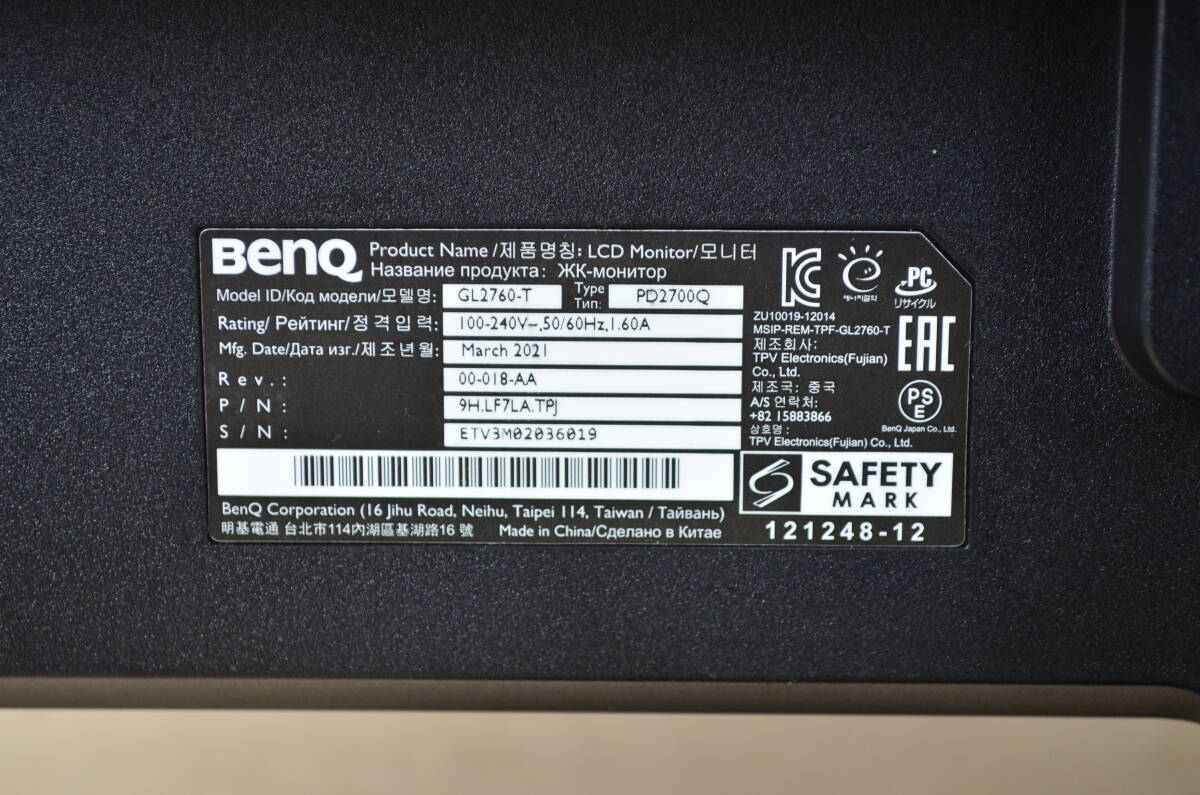 BenQ
Product Name /제품명칭: LCD Monitor/모니터
Название продукта: ЖК-монитор
Model ID/Код модели/모델명: GL2760-T Type Тип: PD2700Q
Rating/ Рейтинг/정격입력: 100-240V~,50/60Hz,1.60A
Mfg. Date/Дата изг./제조년월: March 2021
Rev.: 00-018-AA
P/N: 9H.LF7LA.TPJ
S/N: ETV3M02036019
BenQ Corporation (16 Jihu Road, Neihu, Taipei 114, Taiwan / Тайвань)
明基電通 台北市114內湖區基湖路16 號 Made in China/Сделано в Китае
에너지절약
PC
リサイクル
ZU10019-12014
MSIP-REM-TPF-GL2760-T
제조회사:
TPV Electronics(Fujian)
Co., Ltd.
제조국: 중국
A/S 연락처:
+82 15883866
상호명:
TPV Electronics(Fujian) Co., Ltd.
EAC
PS
E
BenQ Japan Co., Ltd.
SAFETY
MARK
121248-12